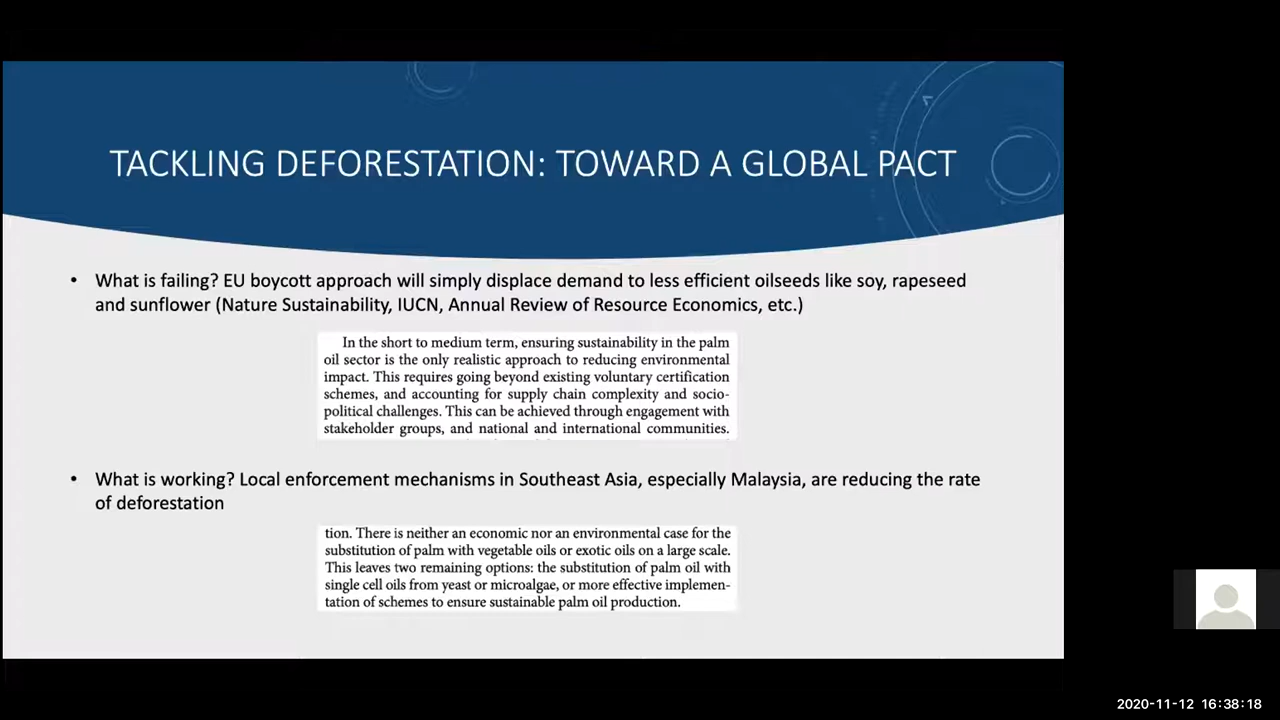 TACKLING DEFORESTATION: TOWARD A GLOBAL PACT
• What is failing? EU boycott approach will simply displace demand to less efficient oilseeds like soy, rapeseed
and sunflower (Nature Sustainability, IUCN, Annual Review of Resource Economics, etc.)
In the short to medium term, ensuring sustainability in the palm
oil sector is the only realistic approach to reducing environmental
impact. This requires going beyond existing voluntary certification
schemes, and accounting for supply chain complexity and socio-
political challenges. This can be achieved through engagement with
stakeholder groups, and national and international communities.
• What is working? Local enforcement mechanisms in Southeast Asia, especially Malaysia, are reducing the rate
of deforestation
tion. There is neither an economic nor an environmental case for the
substitution of palm with vegetable oils or exotic oils on a large scale.
This leaves two remaining options: the substitution of palm oil with
single cell oils from yeast or microalgae, or more effective implemen-
tation of schemes to ensure sustainable palm oil production.
2020-11-12 16:38:18